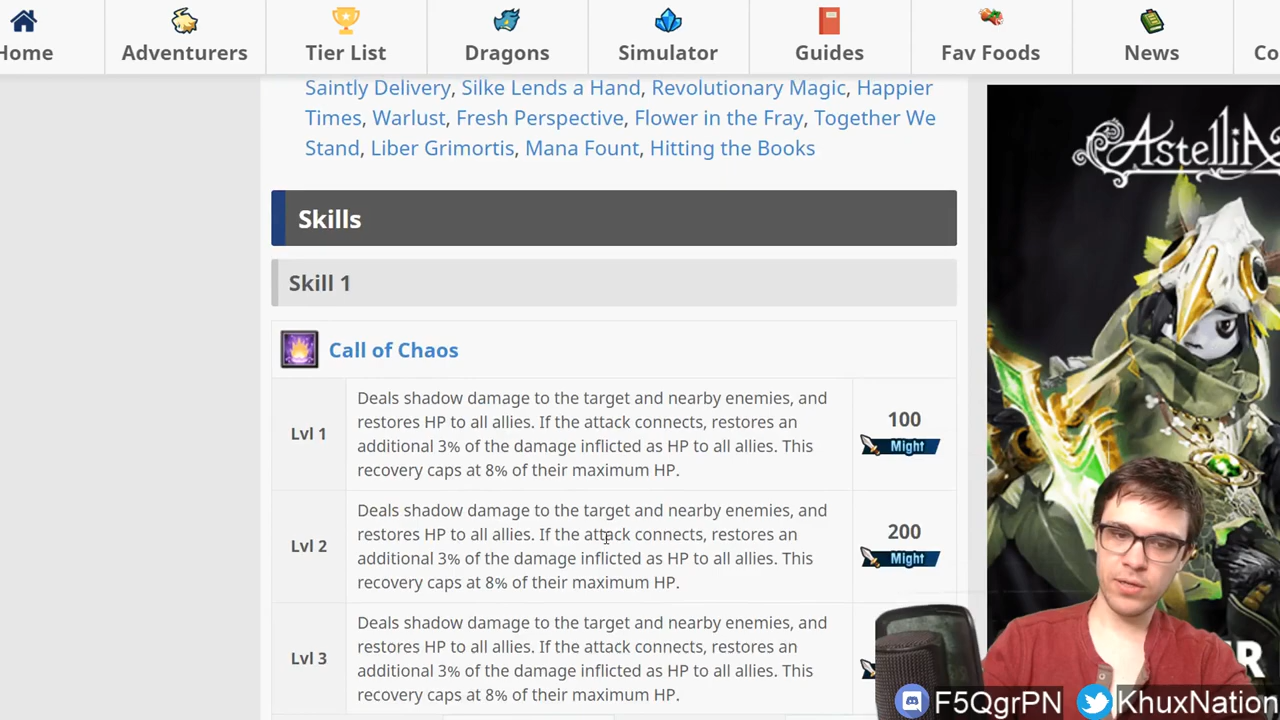 Home Adventurers Tier List Dragons Simulator Guides Fav Foods News Co
Saintly Delivery, Silke Lends a Hand, Revolutionary Magic, Happier
Times, Warlust, Fresh Perspective, Flower in the Fray, Together We
Stand, Liber Grimortis, Mana Fount, Hitting the Books
Skills
Skill 1
Call of Chaos
Lvl 1
Deals shadow damage to the target and nearby enemies, and
restores HP to all allies. If the attack connects, restores an
additional 3% of the damage inflicted as HP to all allies. This
recovery caps at 8% of their maximum HP.
100
Might
Lvl 2
Deals shadow damage to the target and nearby enemies, and
restores HP to all allies. If the attack connects, restores an
additional 3% of the damage inflicted as HP to all allies. This
recovery caps at 8% of their maximum HP.
200
Might
Lvl 3
Deals shadow damage to the target and nearby enemies, and
restores HP to all allies. If the attack connects, restores an
additional 3% of the damage inflicted as HP to all allies. This
recovery caps at 8% of their maximum HP.
AstelliA
R
F5QgrPN KhuxNation